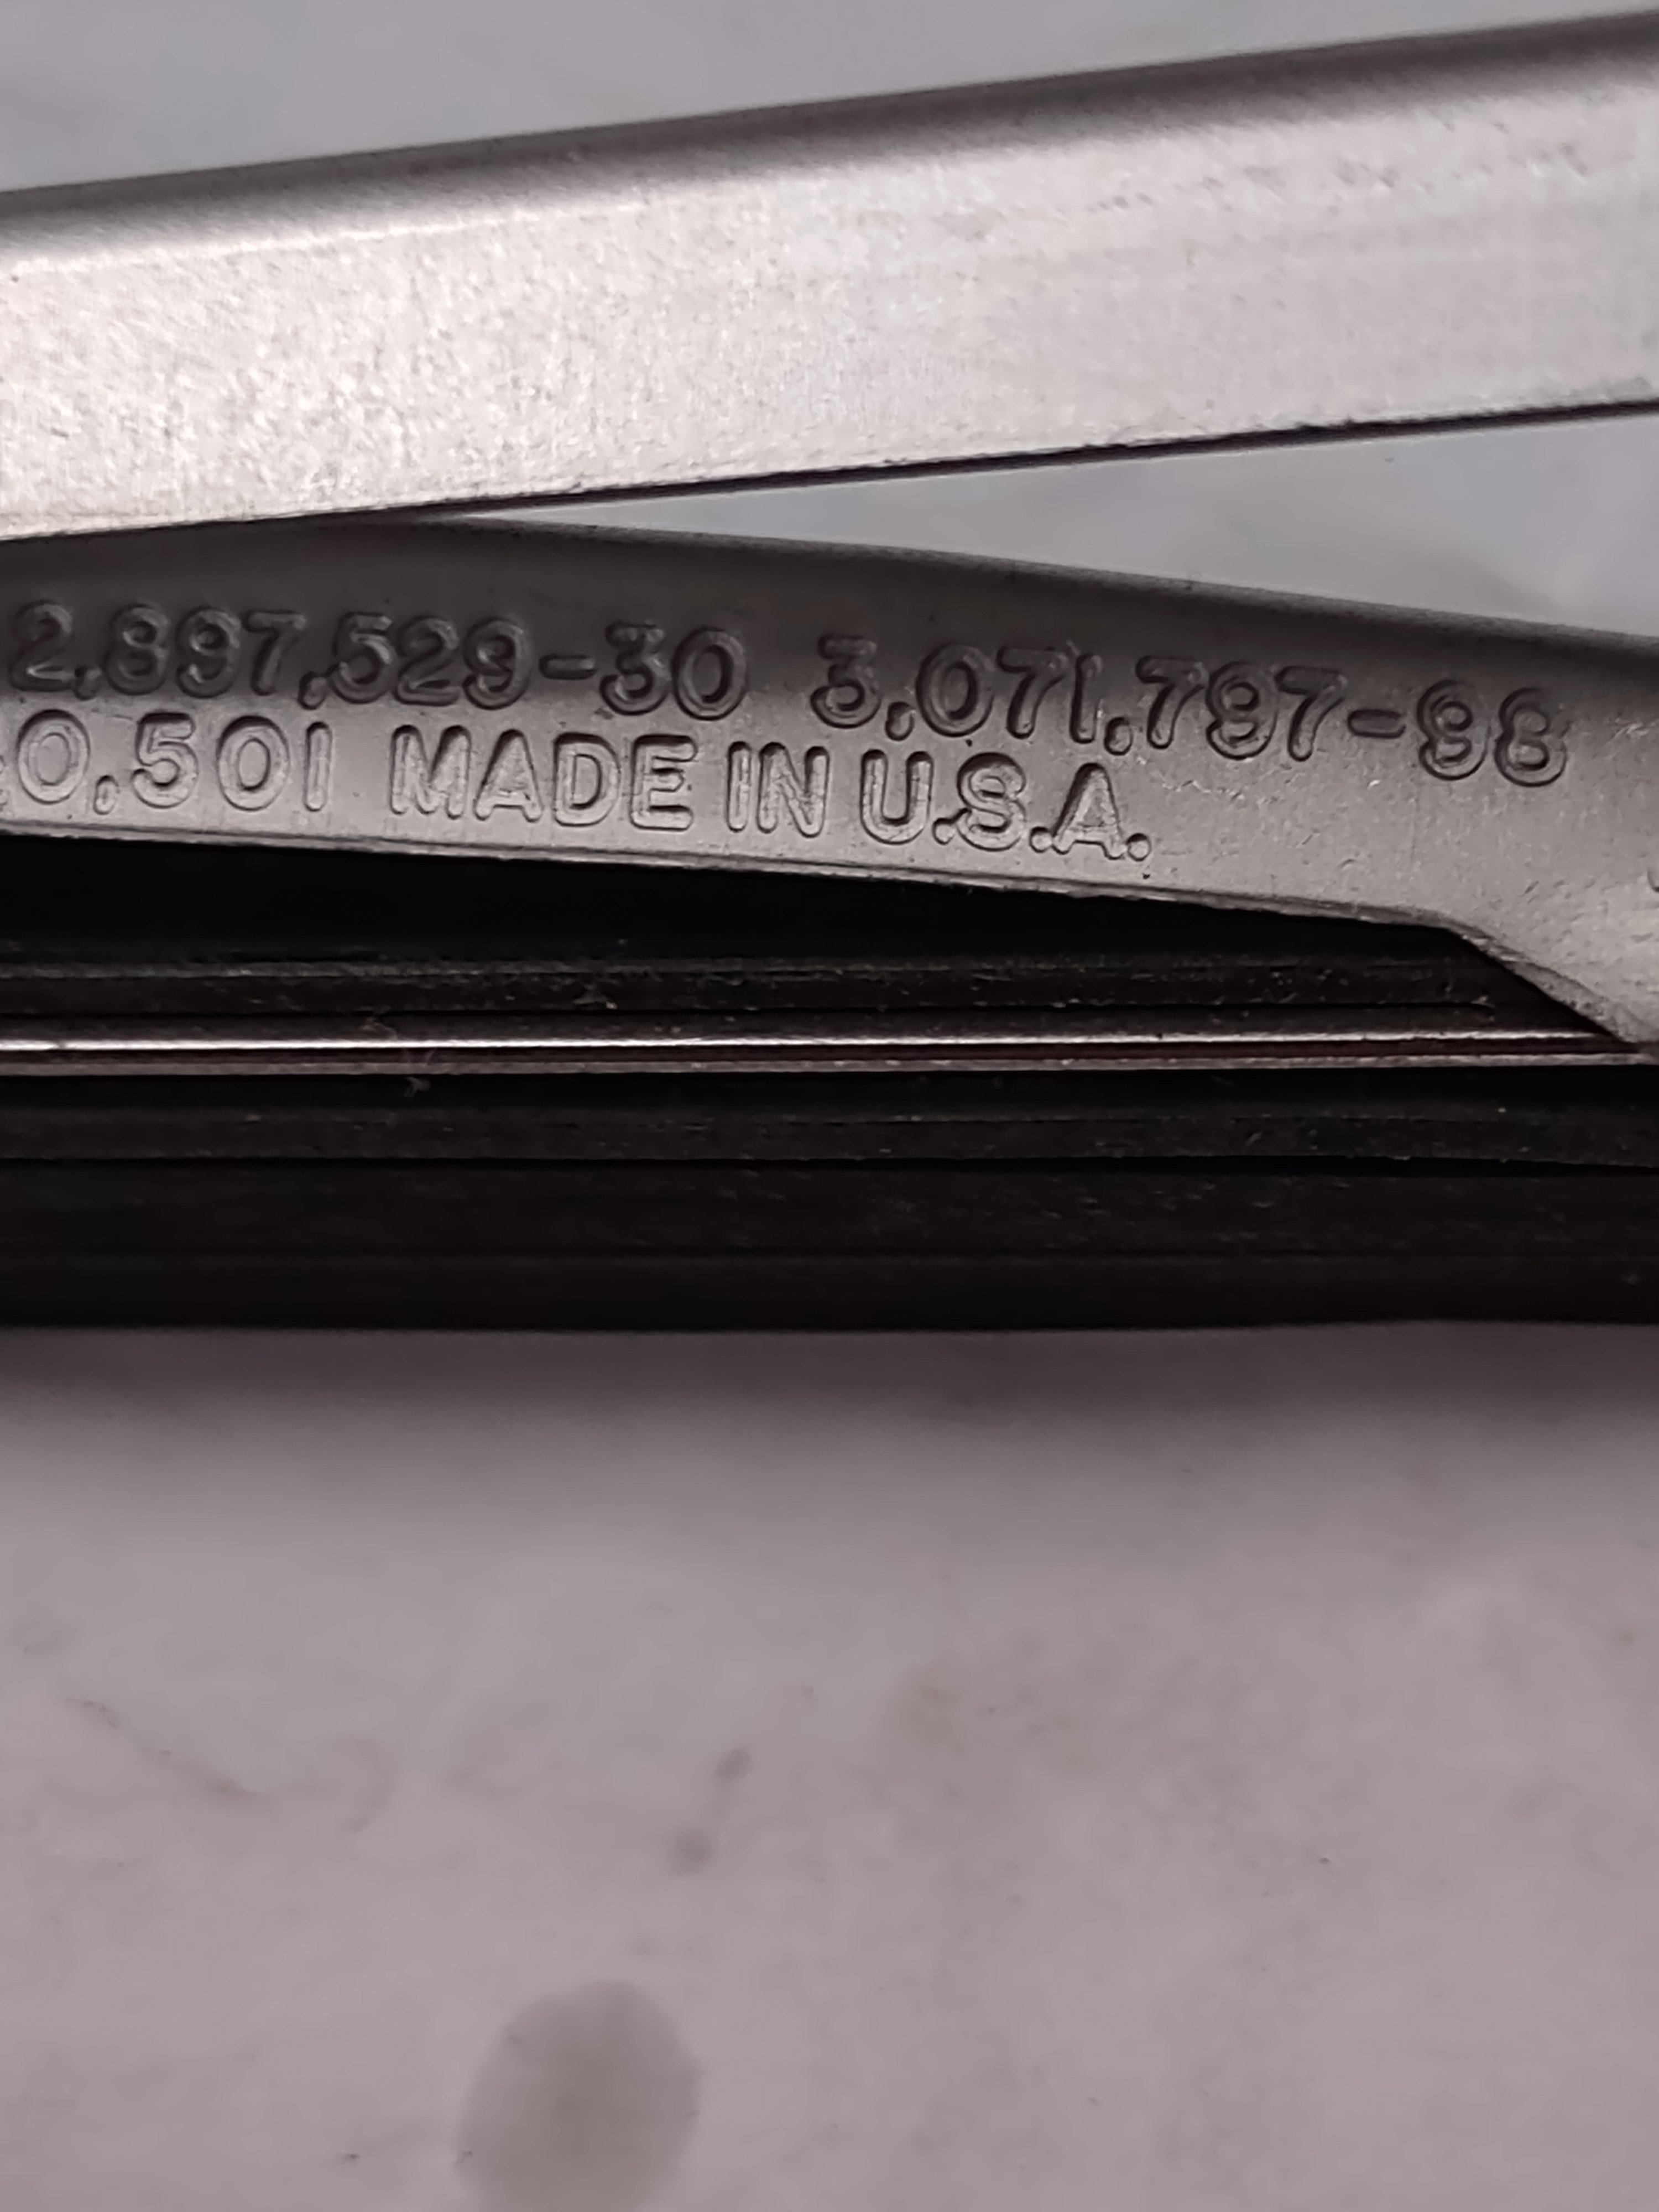 2,897,529-30 3,071,797-98
0,501 MADE IN U.S.A.